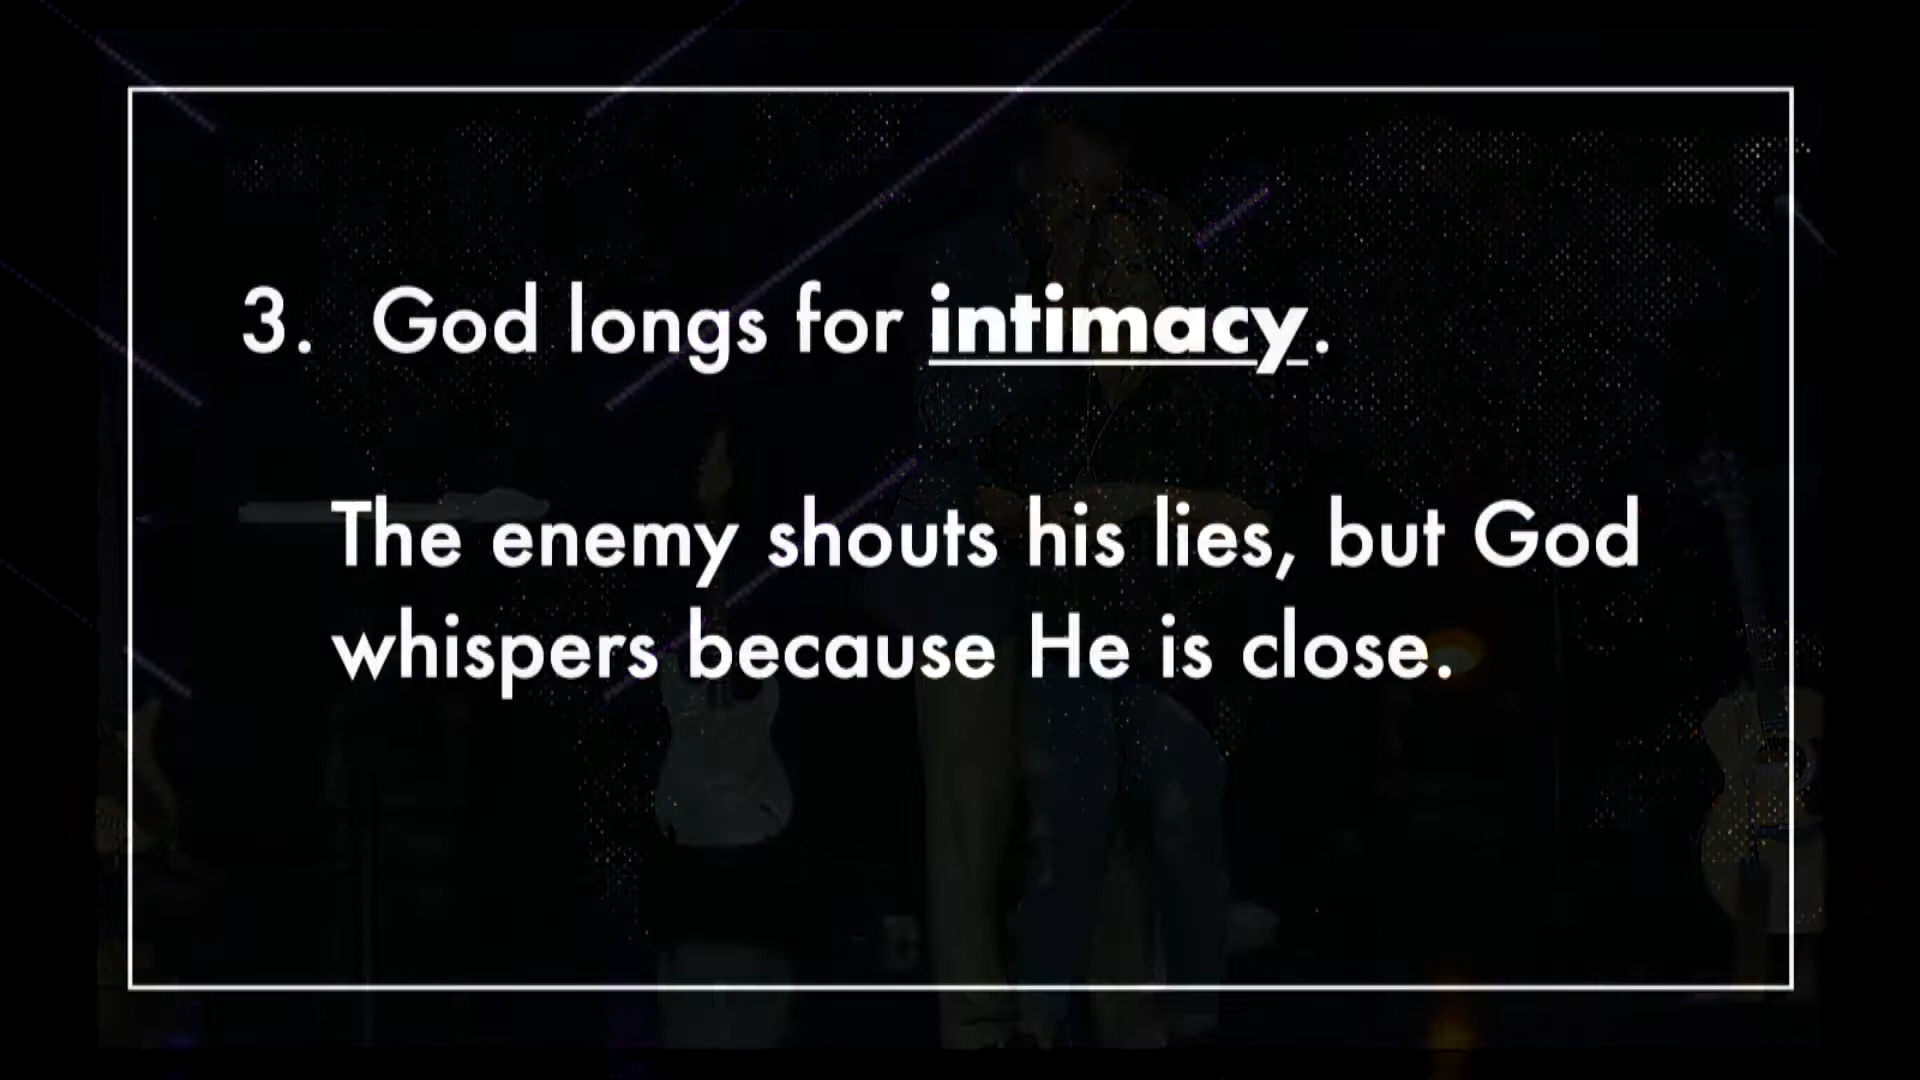 3. God longs for intimacy.
The enemy shouts his lies, but God
whispers because He is close.